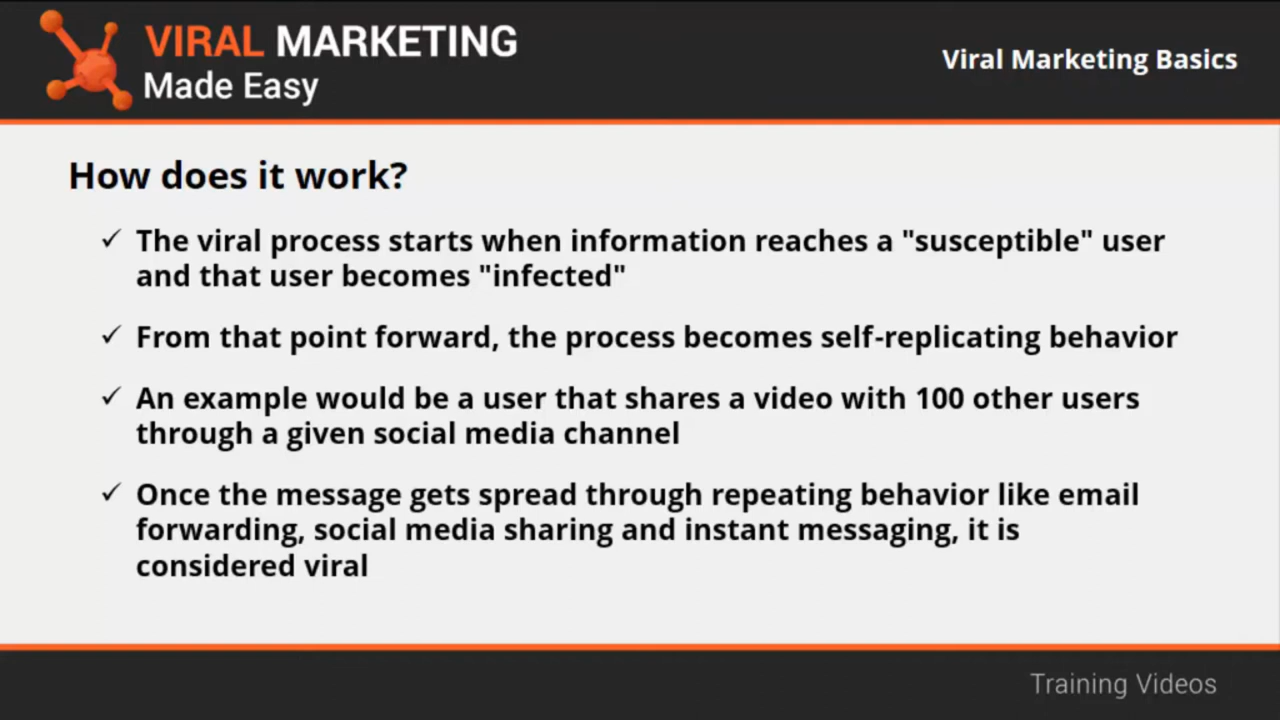 VIRAL MARKETING
Made Easy
Viral Marketing Basics
How does it work?
✓ The viral process starts when information reaches a "susceptible" user
and that user becomes "infected"
✓ From that point forward, the process becomes self-replicating behavior
✓ An example would be a user that shares a video with 100 other users
through a given social media channel
✓ Once the message gets spread through repeating behavior like email
forwarding, social media sharing and instant messaging, it is
considered viral
Training Videos